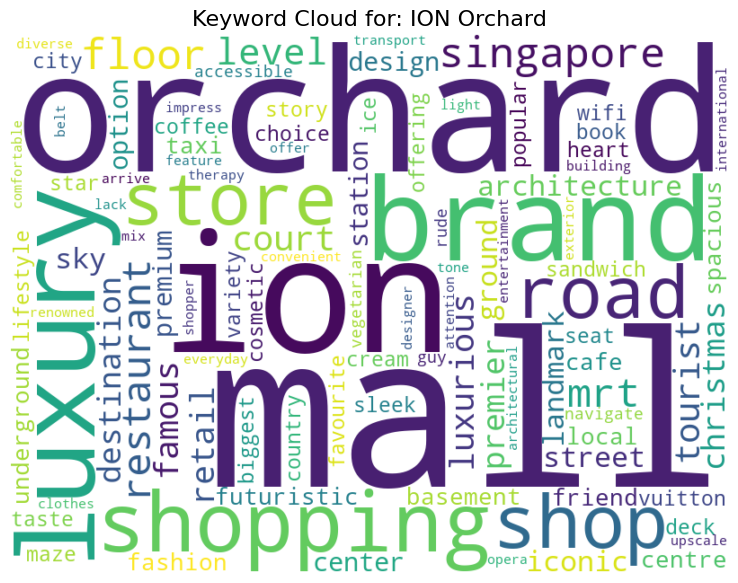 Keyword Cloud for: ION Orchard
diverse
city
floor
level
transport
design
singapore
accessible
orchard
belt
option
impress
coffee
taxi
feature
therapy
story
choice
offer
ice
light
offering
popular
wifi
book
heart
building
international
comfortable
star
arrive
lack
mix
store
station
brand
architecture
spacious
luxury
sky
court
convenient
rude
ground
entertainment
exterior
sandwich
lifestyle
renowned
underground
destination
restaurant
premium
shopper
variety
cosmetic
ion
vegetarian
designer
tone
attention
road
everyday
famous
retail
mall
biggest
country
favourite
cream
guy
sleek
luxurious
premier
architectural
landmark
seat
cafe
mrt
navigate
local
street
tourist
christmas
clothes
taste
maze
shopping
futuristic
basement
shop
friend
vuitton
deck
upscale
fashion
center
opera
iconic
centre